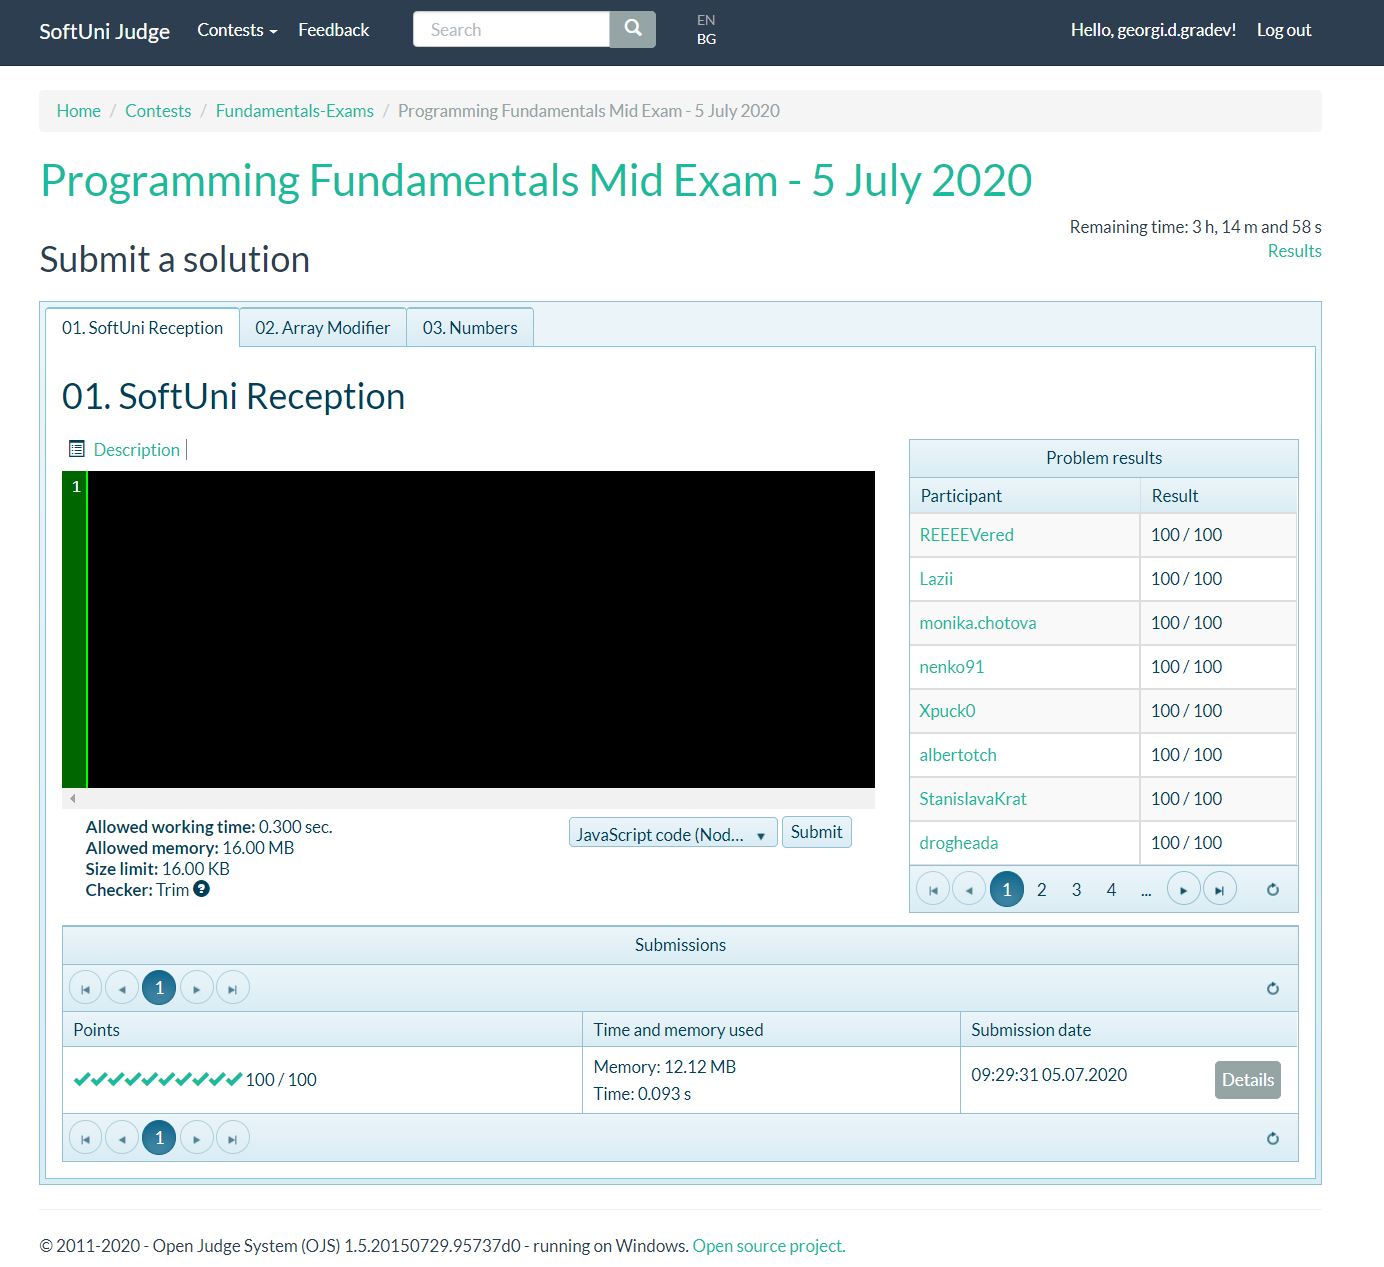 SoftUni Judge Contests Feedback Search EN
BG Hello, georgi.d.gradev! Log out
Home / Contests / Fundamentals-Exams / Programming Fundamentals Mid Exam - 5 July 2020
Programming Fundamentals Mid Exam - 5 July 2020
Remaining time: 3 h, 14 m and 58 s
Results
Submit a solution
01. SoftUni Reception 02. Array Modifier 03. Numbers
01. SoftUni Reception
Description
1
Allowed working time: 0.300 sec.
Allowed memory: 16.00 MB
Size limit: 16.00 KB
Checker: Trim ?
JavaScript code (Nod... Submit
Problem results
Participant Result
REEEEVered 100 / 100
Lazii 100 / 100
monika.chotova 100 / 100
nenko91 100 / 100
Xpuck0 100 / 100
albertotch 100 / 100
StanislavaKrat 100 / 100
drogheada 100 / 100
1 2 3 4 ...
Submissions
1
Points Time and memory used Submission date
100 / 100 Memory: 12.12 MB
Time: 0.093 s 09:29:31 05.07.2020 Details
1
© 2011-2020 - Open Judge System (OJS) 1.5.20150729.95737d0 - running on Windows. Open source project.